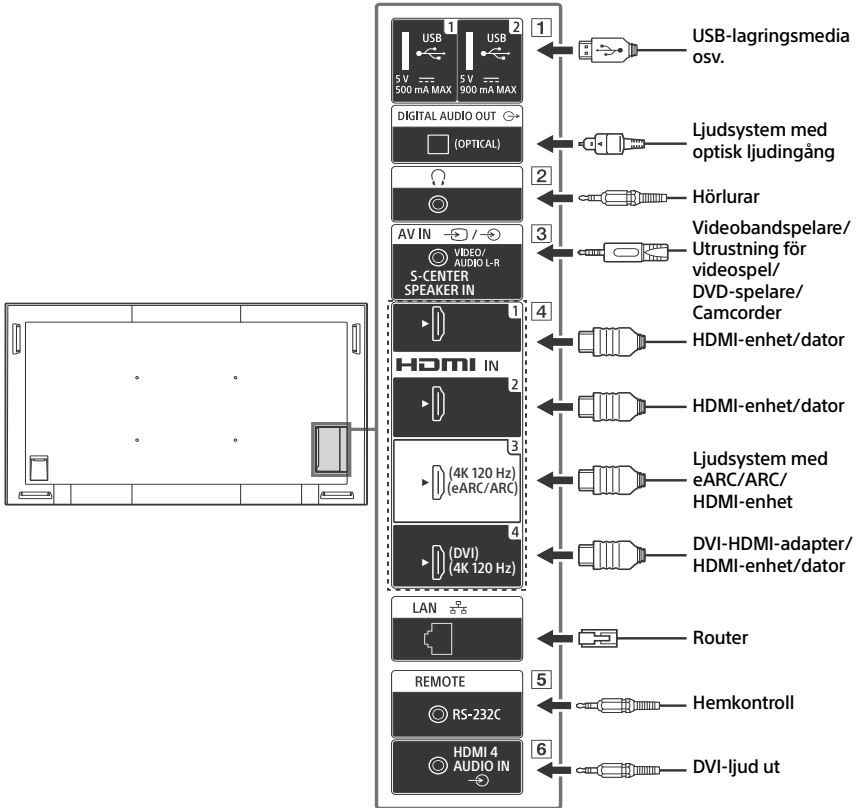 1
USB
5 V
500 mA MAX
2
USB
5 V
900 mA MAX
1
USB-lagringsmedia
osv.
DIGITAL AUDIO OUT
(OPTICAL)
Ljudsystem med
optisk ljudingång
2
Hörlurar
AV IN
/
3
VIDEO/
AUDIO L-R
S-CENTER
SPEAKER IN
Videobandspelare/
Utrustning för
videospel/
DVD-spelare/
Camcorder
1
4
HDMI-enhet/dator
HDMI IN
2
HDMI-enhet/dator
3
(4K 120 Hz)
(eARC/ARC)
Ljudsystem med
eARC/ARC/
HDMI-enhet
4
(DVI)
(4K 120 Hz)
DVI-HDMI-adapter/
HDMI-enhet/dator
LAN
Router
REMOTE
5
RS-232C
Hemkontroll
HDMI 4
AUDIO IN
6
DVI-ljud ut